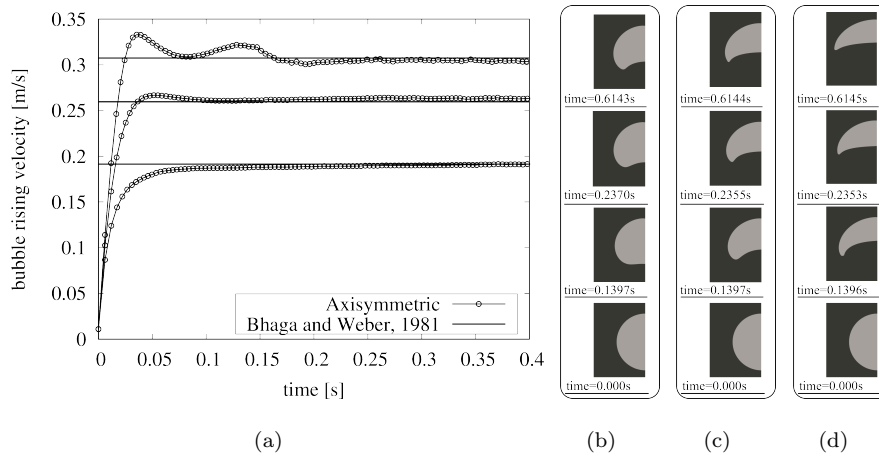 0.35
0.3
0.25
0.2
0.15
0.1
0.05
0
bubble rising velocity [m/s]
Axisymmetric
Bhaga and Weber, 1981
0 0.05 0.1 0.15 0.2 0.25 0.3 0.35 0.4
time [s]
(a)
time=0.6143s
time=0.2370s
time=0.1397s
time=0.000s
(b)
time=0.6144s
time=0.2355s
time=0.1397s
time=0.000s
(c)
time=0.6145s
time=0.2353s
time=0.1396s
time=0.000s
(d)